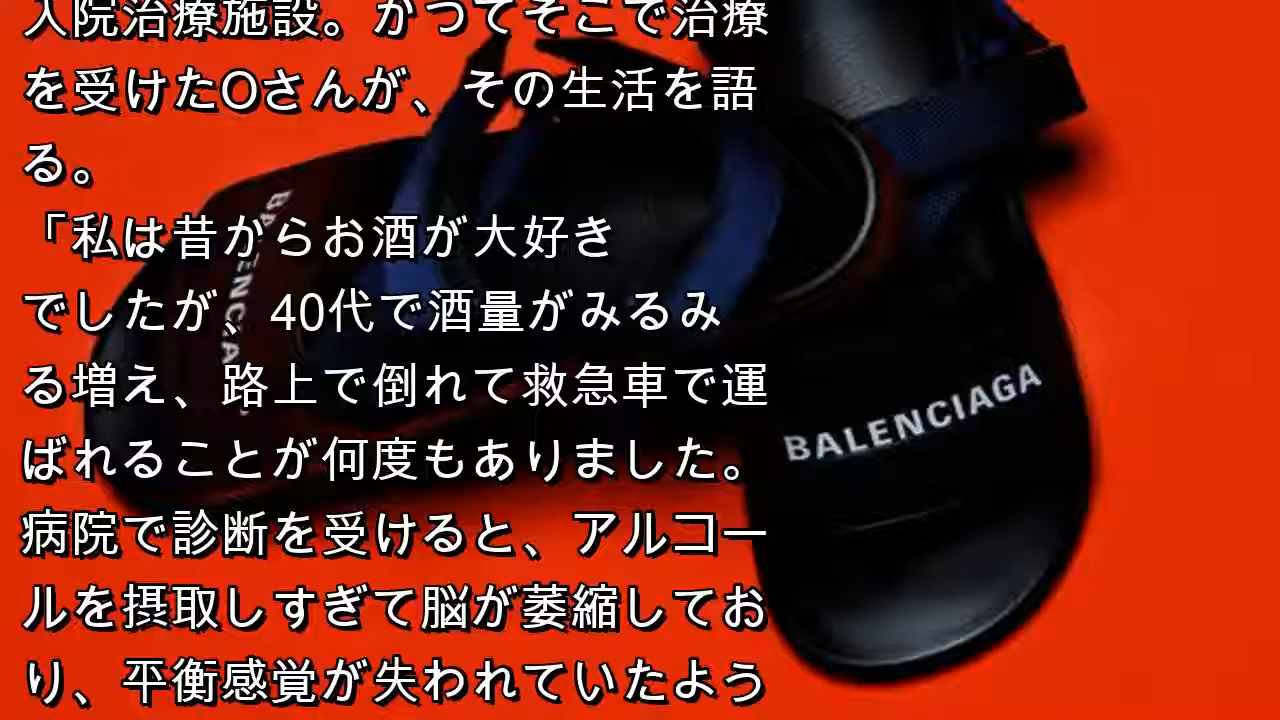 入院治療施設。かつてそこで治療
を受けたOさんが、その生活を語
る。
「私は昔からお酒が大好き
でしたが、40代で酒量がみるみ
る増え、路上で倒れて救急車で運
ばれることが何度もありました。
病院で診断を受けると、アルコー
ルを摂取しすぎて脳が萎縮してお
り、平衡感覚が失われていたよう
BALENCIAGA
BALENCIAGA